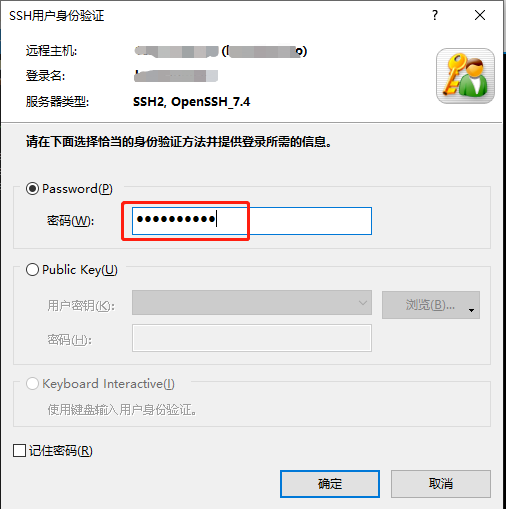 SSH用户身份验证
远程主机:
登录名:
服务器类型: SSH2, OpenSSH_7.4
请在下面选择恰当的身份验证方法并提供登录所需的信息。
Password(P)
密码(W): ●●●●●●●●●●
Public Key(U)
用户密钥(K): 浏览(B)...
密码(H):
Keyboard Interactive(I)
使用键盘输入用户身份验证。
记住密码(R)
确定 取消